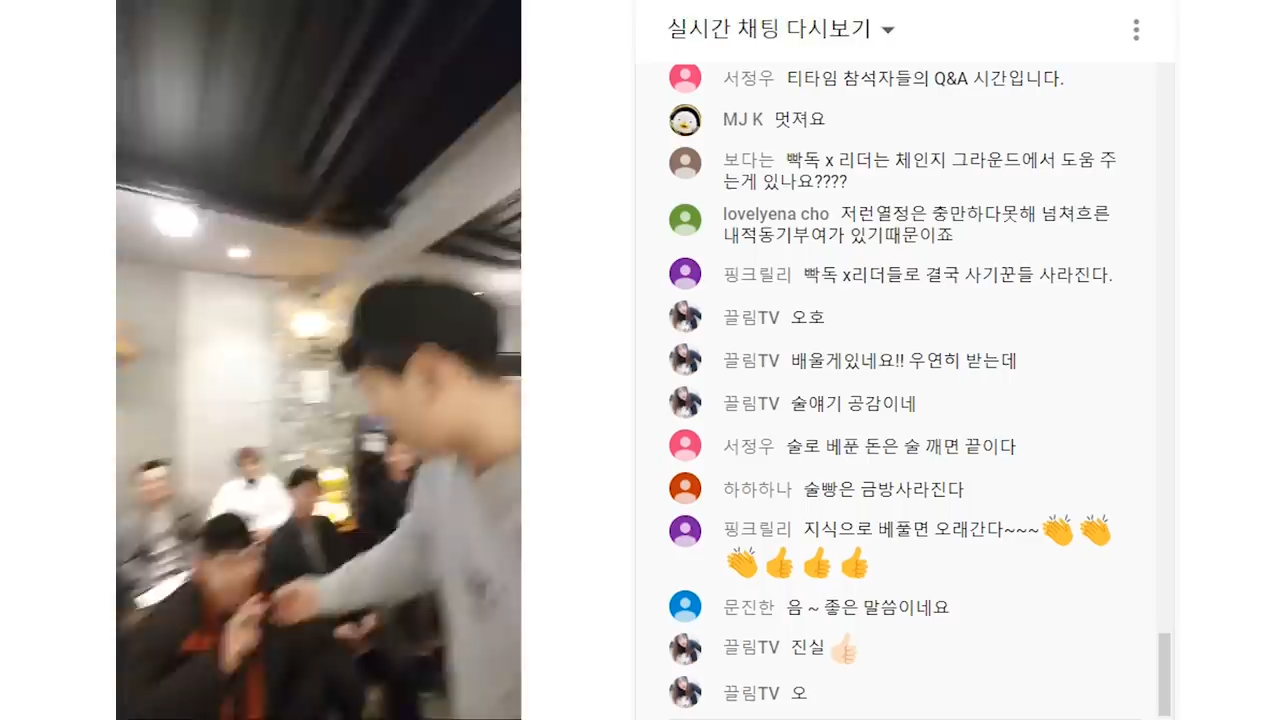 실시간 채팅 다시보기
서정우 티타임 참석자들의 Q&A 시간입니다.
MJ K 멋져요
보다는 빡독 x 리더는 체인지 그라운드에서 도움 주
는게 있나요????
lovelyena cho 저런열정은 충만하다못해 넘쳐흐른
내적동기부여가 있기때문이죠
핑크릴리 빡독 x리더들로 결국 사기꾼들 사라진다.
끌림TV 오호
끌림TV 배울게있네요!! 우연히 받는데
끌림TV 술얘기 공감이네
서정우 술로 베푼 돈은 술 깨면 끝이다
하하하나 술빵은 금방사라진다
핑크릴리 지식으로 베풀면 오래간다~~~👏👏
👏👍👍👍
문진한 음 ~ 좋은 말씀이네요
끌림TV 진실👍🏻
끌림TV 오